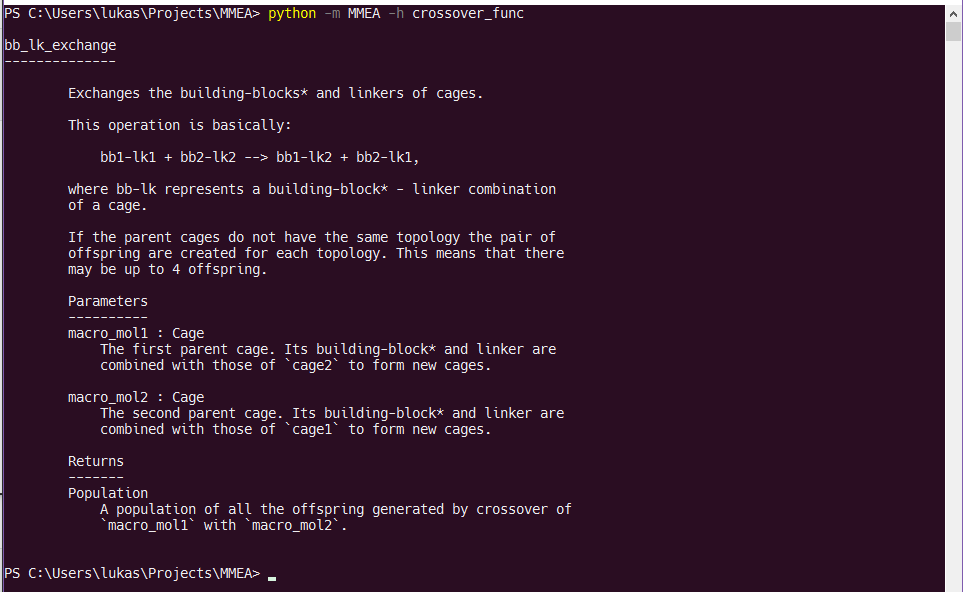 PS C:\Users\lukas\Projects\MMEA> python -m MMEA -h crossover_func
bb_lk_exchange
--------------
Exchanges the building-blocks* and linkers of cages.
This operation is basically:
bb1-lk1 + bb2-lk2 --> bb1-lk2 + bb2-lk1,
where bb-lk represents a building-block* - linker combination
of a cage.
If the parent cages do not have the same topology the pair of
offspring are created for each topology. This means that there
may be up to 4 offspring.
Parameters
----------
macro_mol1 : Cage
The first parent cage. Its building-block* and linker are
combined with those of `cage2` to form new cages.
macro_mol2 : Cage
The second parent cage. Its building-block* and linker are
combined with those of `cage1` to form new cages.
Returns
-------
Population
A population of all the offspring generated by crossover of
`macro_mol1` with `macro_mol2`.
PS C:\Users\lukas\Projects\MMEA>